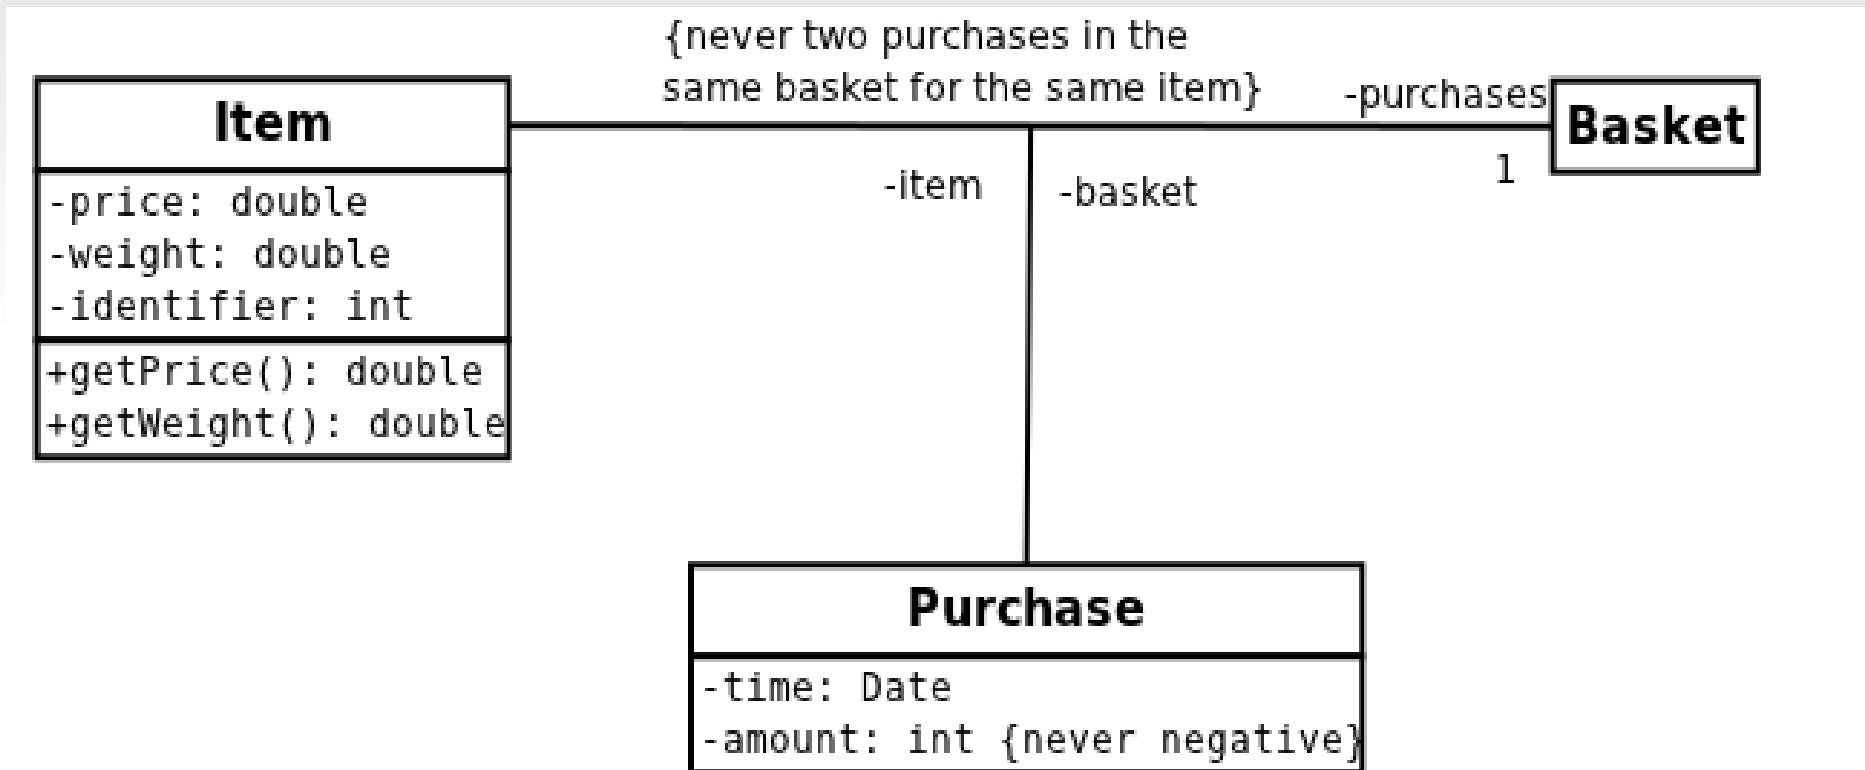 {never two purchases in the
same basket for the same item}
-purchases
Item
Basket
1
-price: double
-weight: double
-identifier: int
-item
-basket
+getPrice(): double
+getWeight(): double
Purchase
-time: Date
-amount: int {never negative}